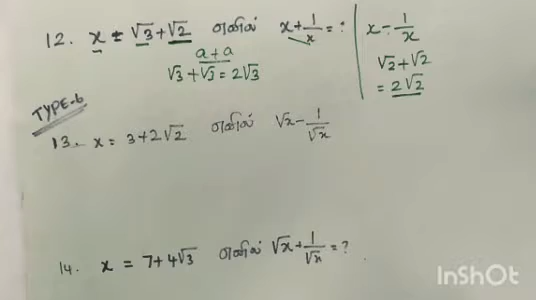 12. x = √3+√2 எனில் x+1/x=? | x-1/x
a+a
√3+√3=2√3
√2+√2
=2√2
TYPE-6
13. x = 3+2√2 எனில் √x-1/√x
14. x = 7+4√3 எனில் √x+1/√x=?
InShOt